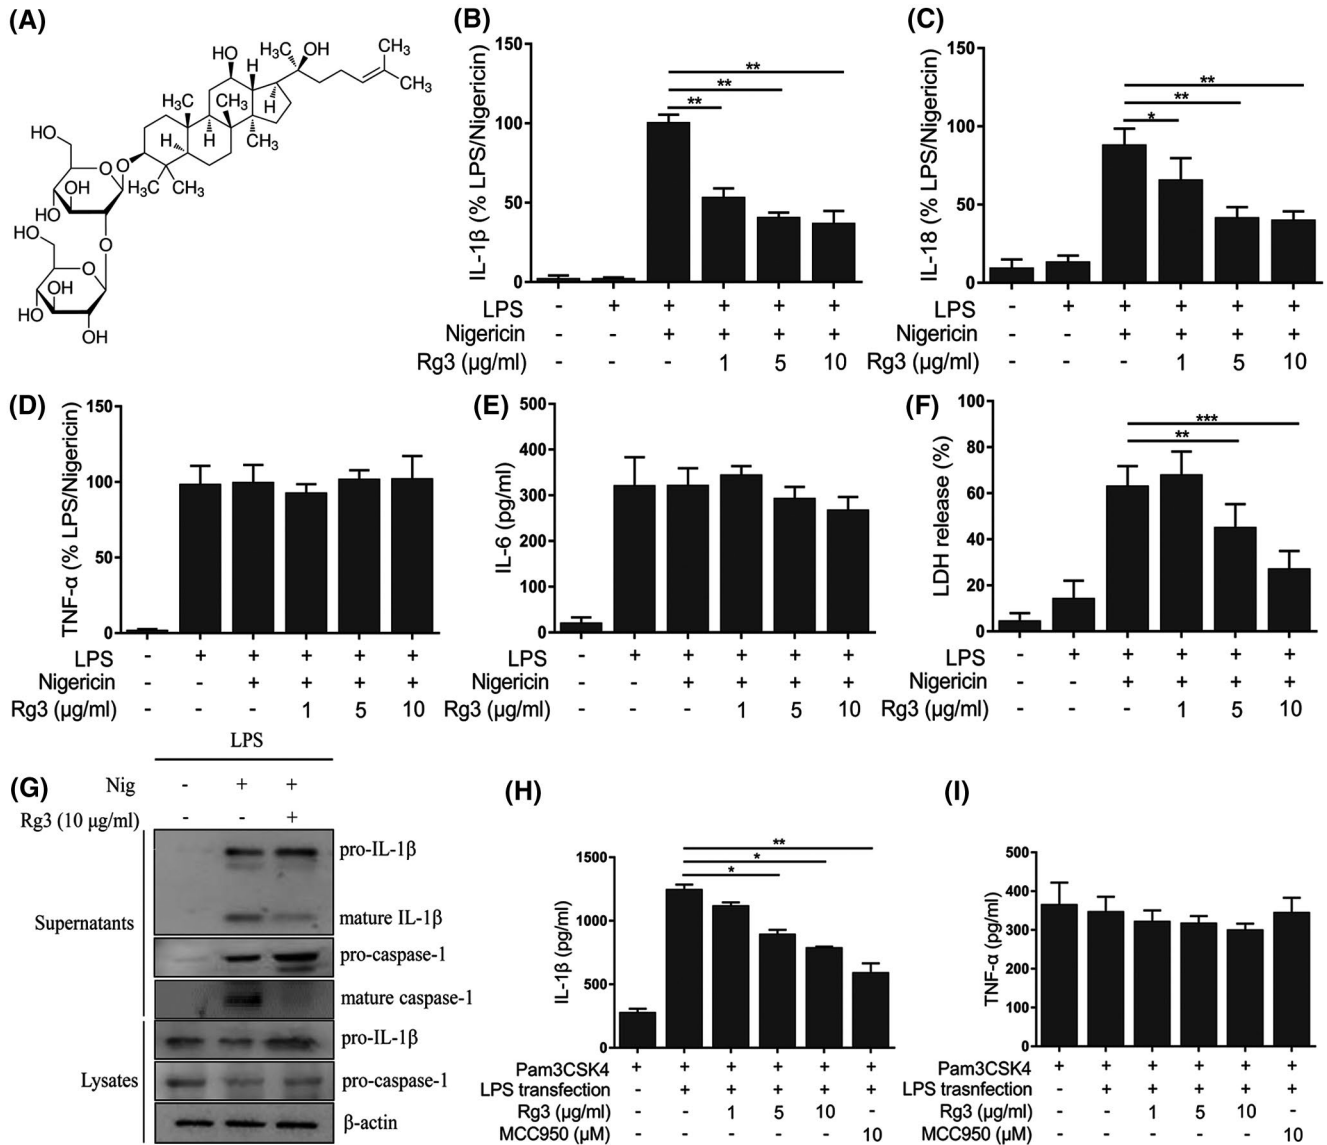 (A)
HO
H3C
OH
CH3
CH3
H
H3C
CH3
H
H
H
CH3
HO
O
O
H3C
CH3
OH
HO
O
HO
O
OH
HO
OH
(B)
IL-1β (% LPS/Nigericin)
150
100
50
0
**
**
**
LPS - + + + + +
Nigericin - - + + + +
Rg3 (μg/ml) - - - 1 5 10
(C)
IL-18 (% LPS/Nigericin)
150
100
50
0
**
**
*
LPS - + + + + +
Nigericin - - + + + +
Rg3 (μg/ml) - - - 1 5 10
(D)
TNF-α (% LPS/Nigericin)
150
100
50
0
LPS - + + + + +
Nigericin - - + + + +
Rg3 (μg/ml) - - - 1 5 10
(E)
IL-6 (pg/ml)
500
400
300
200
100
0
LPS - + + + + +
Nigericin - - + + + +
Rg3 (μg/ml) - - - 1 5 10
(F)
LDH release (%)
100
80
60
40
20
0
***
**
LPS - + + + + +
Nigericin - - + + + +
Rg3 (μg/ml) - - - 1 5 10
(G)
LPS
Nig - + +
Rg3 (10 μg/ml) - - +
Supernatants
pro-IL-1β
mature IL-1β
pro-caspase-1
mature caspase-1
Lysates
pro-IL-1β
pro-caspase-1
β-actin
(H)
IL-1β (pg/ml)
1500
1000
500
0
**
*
*
Pam3CSK4 + + + + + +
LPS transfection - + + + + +
Rg3 (μg/ml) - - 1 5 10 -
MCC950 (μM) - - - - - 10
(I)
TNF-α (pg/ml)
500
400
300
200
100
0
Pam3CSK4 + + + + + +
LPS trasnfection - + + + + +
Rg3 (μg/ml) - - 1 5 10 -
MCC950 (μM) - - - - - 10